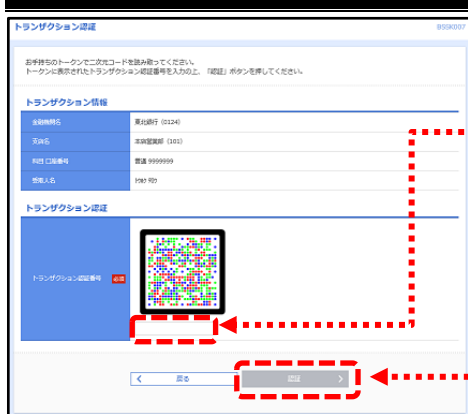 トランザクション認証
BSSK007
お手持ちのトークンで二次元コードを読み取ってください。
トークンに表示されたトランザクション認証番号を入力の上、「認証」ボタンを押してください。
トランザクション情報
金融機関名 東北銀行 (0124)
支店名 本店営業部 (101)
科目 口座番号 普通 9999999
受取人名
トランザクション認証
トランザクション認証番号 必須
戻る
認証